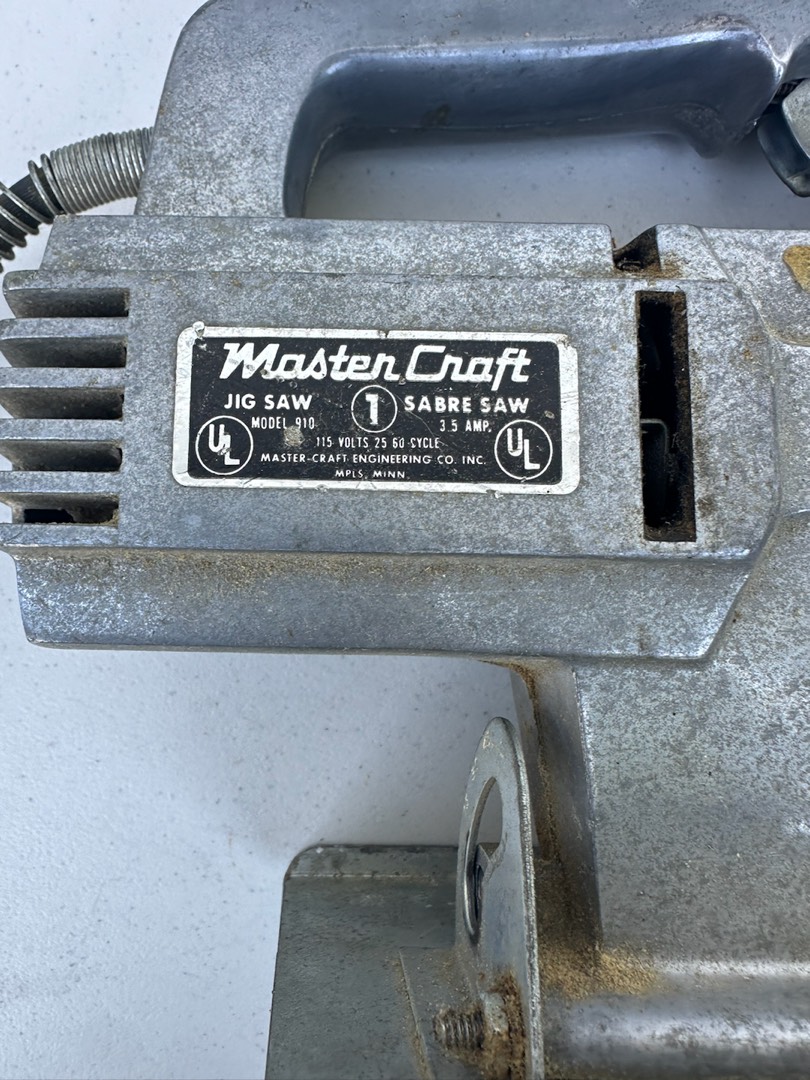 Master Craft
JIG SAW 1 SABRE SAW
MODEL 910 3.5 AMP.
UL 115 VOLTS 25 60 CYCLE UL
MASTER-CRAFT ENGINEERING CO. INC.
MPLS. MINN.